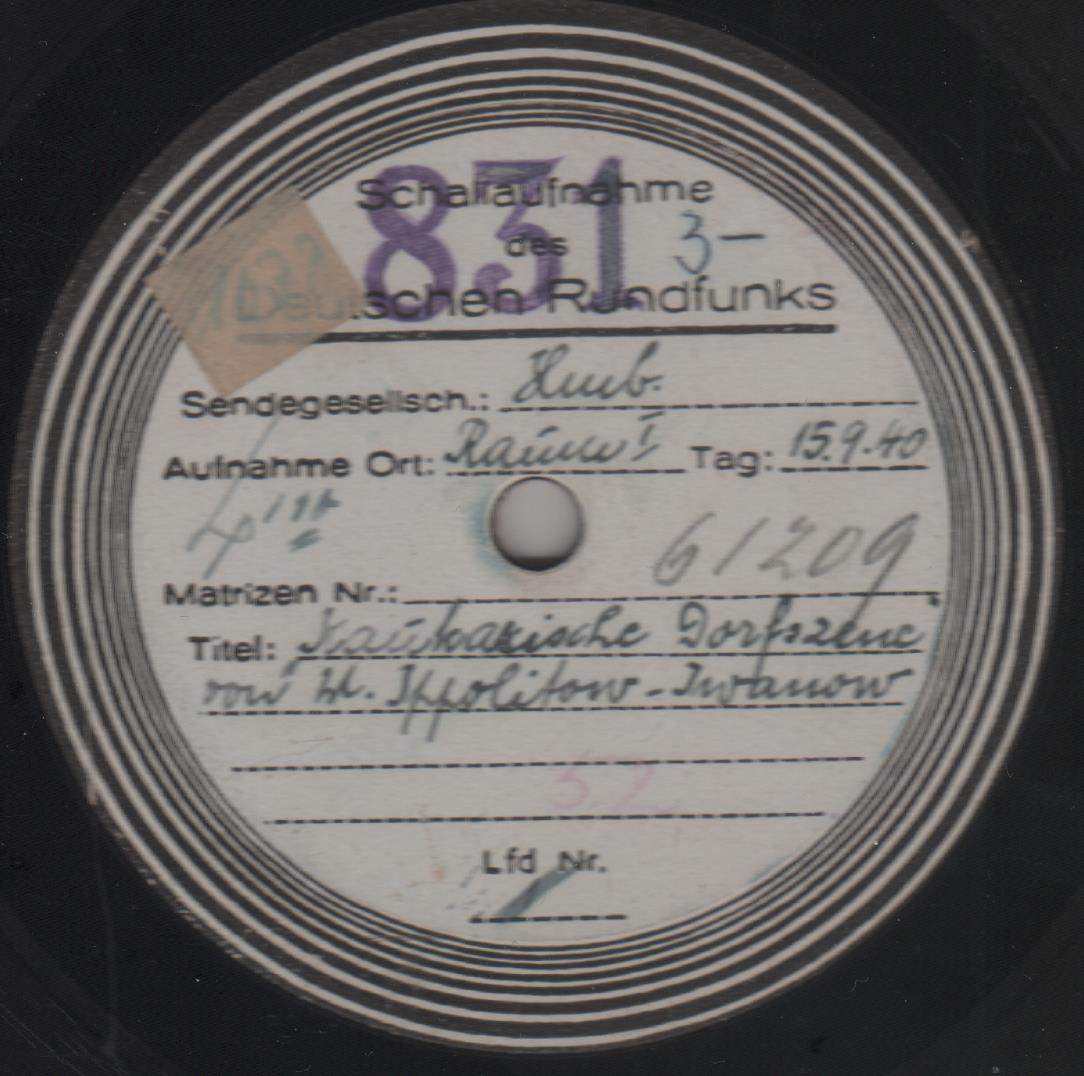 831
Schallaufnahme
des 3-
Deutschen Rundfunks
Sendegesellsch.: Hmb.
Aufnahme Ort: Raum I Tag: 15.9.40
Matrizen Nr.: 61209
Titel: Kaukasische Dorfszene
von M. Ippolitow-Iwanow
52
Lfd Nr.
1